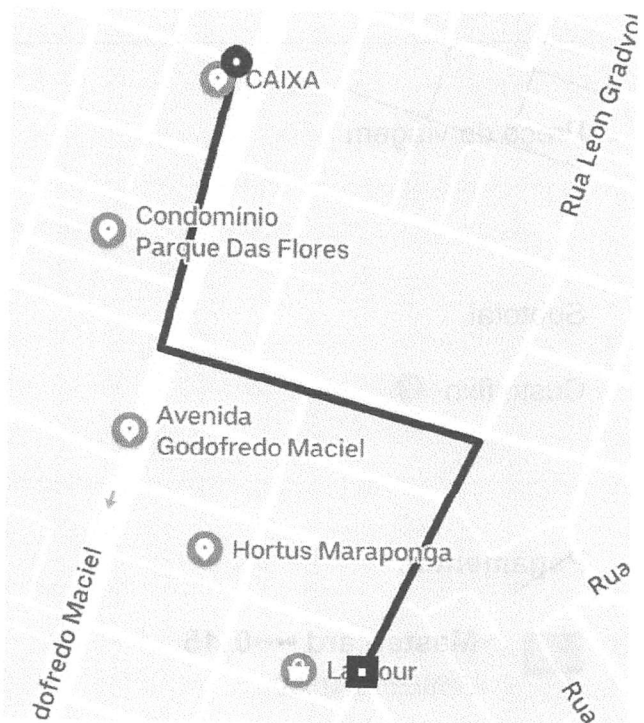 CAIXA
Rua Leon Gradvol
Condomínio
Parque Das Flores
Avenida
Godofredo Maciel
dofredo Maciel
Hortus Maraponga
Rua
Rua